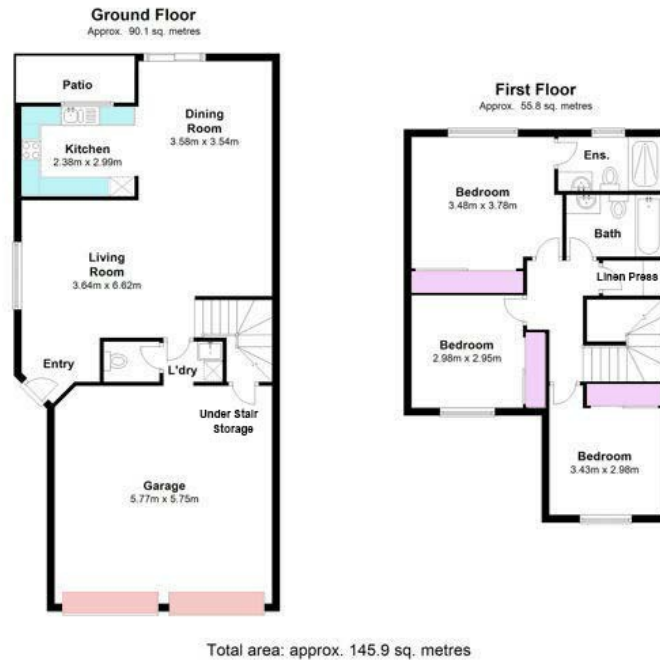 Ground Floor
Approx. 90.1 sq. metres
Patio
Kitchen
2.38m x 2.99m
Dining
Room
3.58m x 3.54m
Living
Room
3.64m x 6.62m
Entry
L'dry
Under Stair
Storage
Garage
5.77m x 5.75m
First Floor
Approx. 55.8 sq. metres
Ens.
Bedroom
3.48m x 3.78m
Bath
Linen Press
Bedroom
2.98m x 2.95m
Bedroom
3.43m x 2.98m
Total area: approx. 145.9 sq. metres